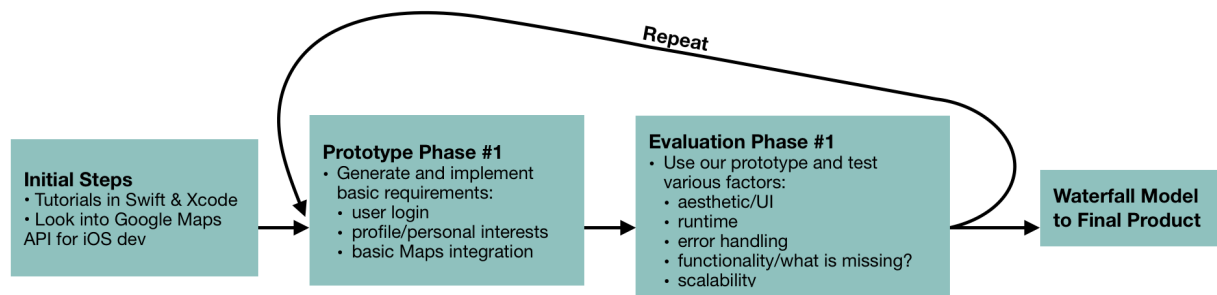 Repeat
Initial Steps
• Tutorials in Swift & Xcode
• Look into Google Maps
API for iOS dev
Prototype Phase #1
• Generate and implement
basic requirements:
• user login
• profile/personal interests
• basic Maps integration
Evaluation Phase #1
• Use our prototype and test
various factors:
• aesthetic/UI
• runtime
• error handling
• functionality/what is missing?
• scalability
Waterfall Model
to Final Product